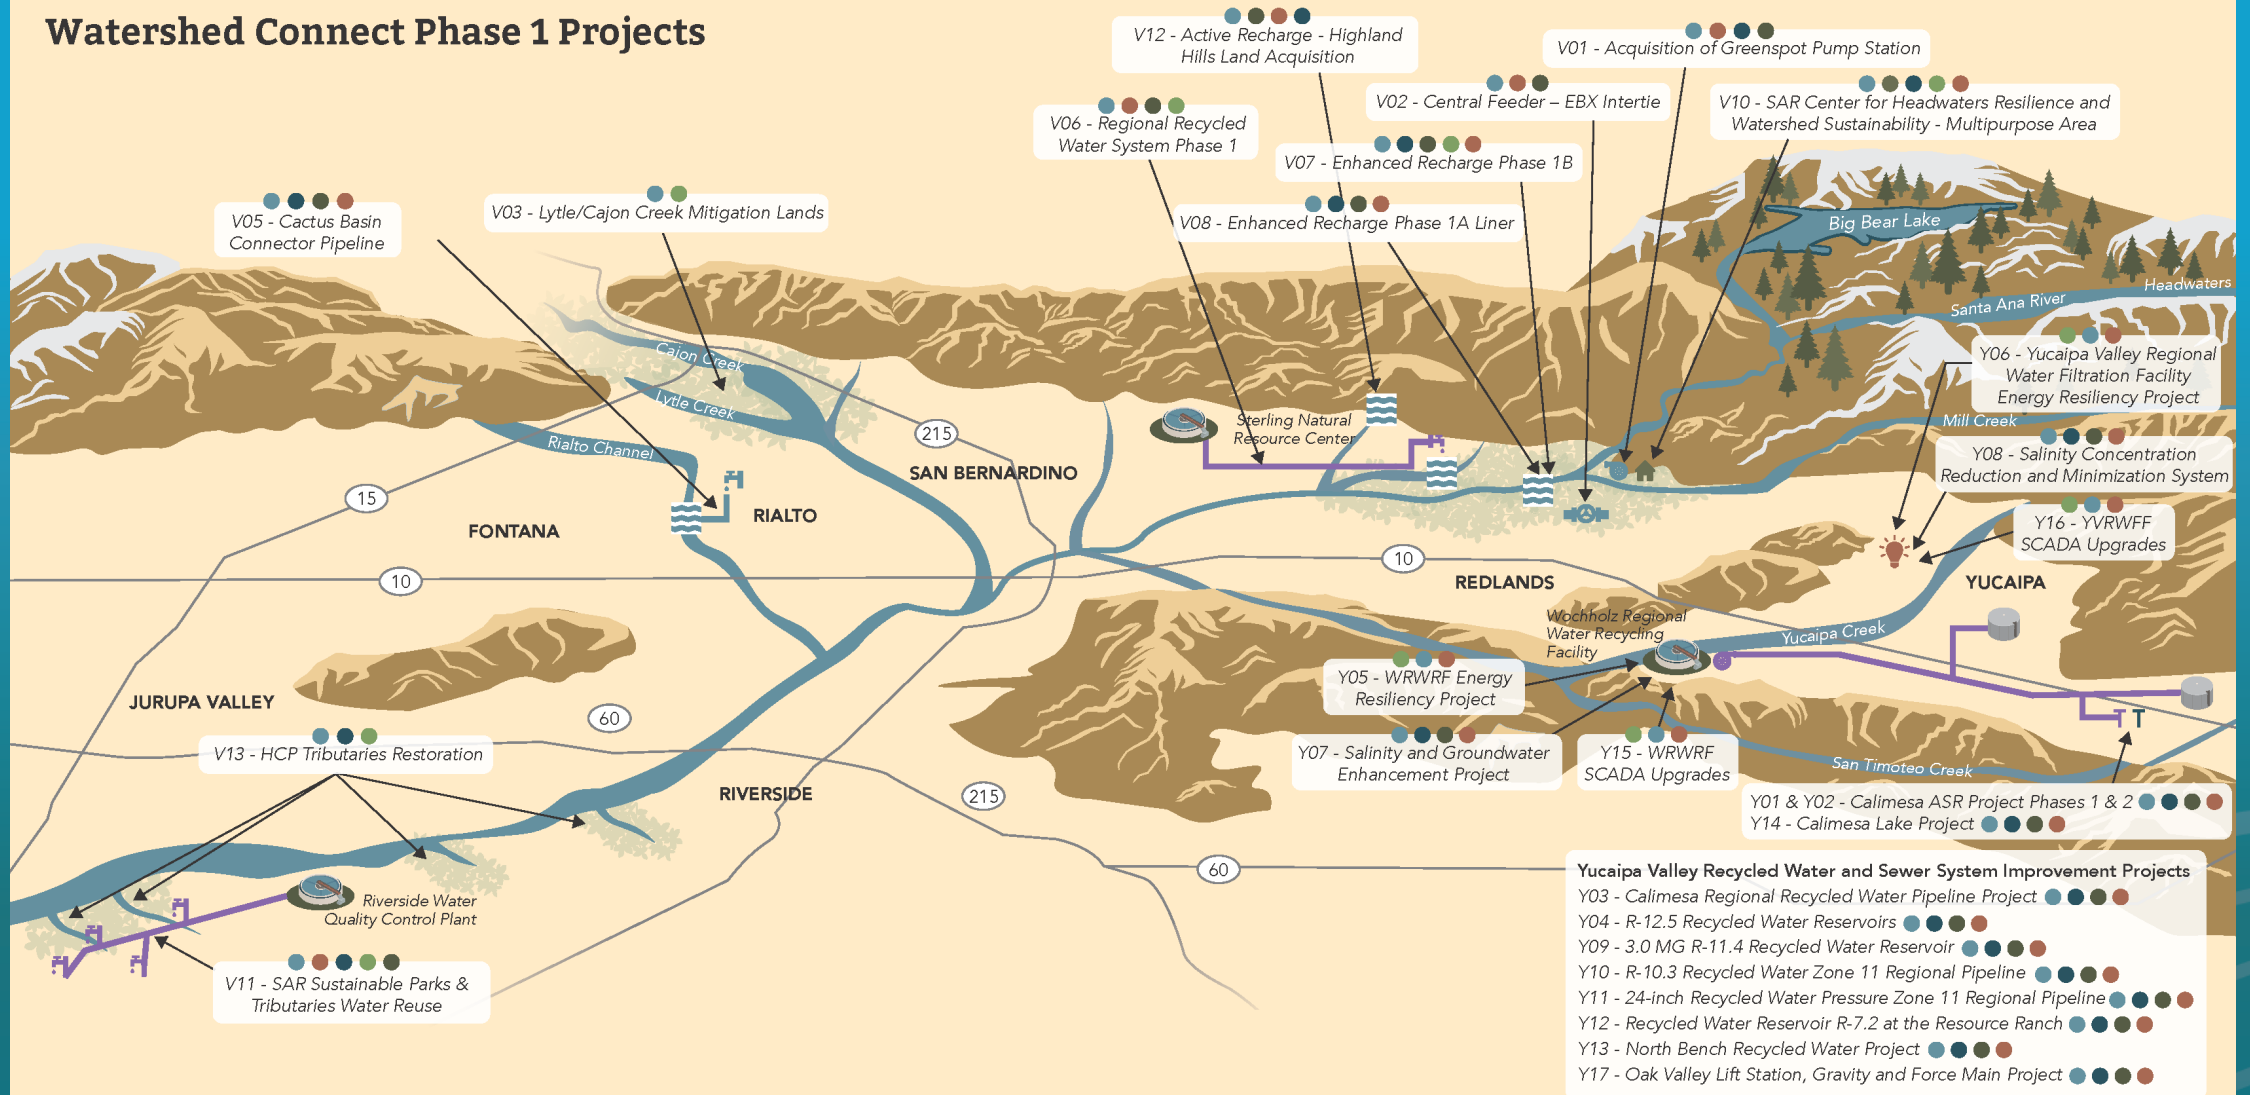 Watershed Connect Phase 1 Projects
V12 - Active Recharge - Highland
Hills Land Acquisition
V01 - Acquisition of Greenspot Pump Station
V02 - Central Feeder – EBX Intertie
V10 - SAR Center for Headwaters Resilience and
Watershed Sustainability - Multipurpose Area
V06 - Regional Recycled
Water System Phase 1
V07 - Enhanced Recharge Phase 1B
V08 - Enhanced Recharge Phase 1A Liner
V05 - Cactus Basin
Connector Pipeline
V03 - Lytle/Cajon Creek Mitigation Lands
Big Bear Lake
Headwaters
Santa Ana River
Y06 - Yucaipa Valley Regional
Water Filtration Facility
Energy Resiliency Project
Cajon Creek
Lytle Creek
Rialto Channel
Mill Creek
Sterling Natural
Resource Center
215
SAN BERNARDINO
Y08 - Salinity Concentration
Reduction and Minimization System
15
FONTANA
RIALTO
Y16 - YVRWFF
SCADA Upgrades
10
10
REDLANDS
YUCAIPA
Wochholz Regional
Water Recycling
Facility
Yucaipa Creek
Y05 - WRWRF Energy
Resiliency Project
JURUPA VALLEY
60
V13 - HCP Tributaries Restoration
Y07 - Salinity and Groundwater
Enhancement Project
Y15 - WRWRF
SCADA Upgrades
San Timoteo Creek
RIVERSIDE
215
Y01 & Y02 - Calimesa ASR Project Phases 1 & 2
Y14 - Calimesa Lake Project
60
Riverside Water
Quality Control Plant
V11 - SAR Sustainable Parks &
Tributaries Water Reuse
Yucaipa Valley Recycled Water and Sewer System Improvement Projects
Y03 - Calimesa Regional Recycled Water Pipeline Project
Y04 - R-12.5 Recycled Water Reservoirs
Y09 - 3.0 MG R-11.4 Recycled Water Reservoir
Y10 - R-10.3 Recycled Water Zone 11 Regional Pipeline
Y11 - 24-inch Recycled Water Pressure Zone 11 Regional Pipeline
Y12 - Recycled Water Reservoir R-7.2 at the Resource Ranch
Y13 - North Bench Recycled Water Project
Y17 - Oak Valley Lift Station, Gravity and Force Main Project